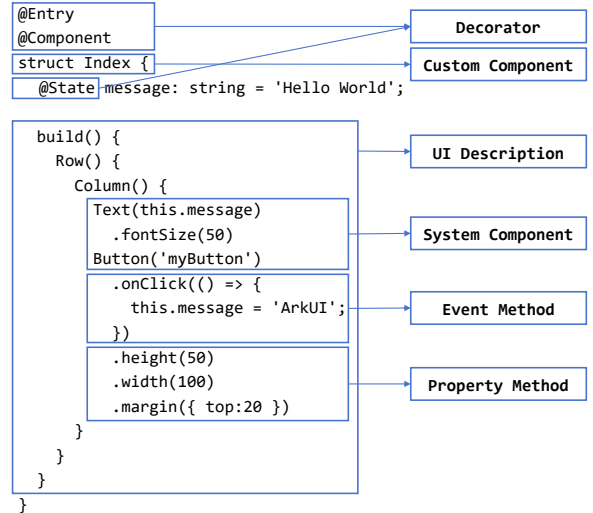 @Entry
@Component
struct Index {
@State message: string = 'Hello World';
build() {
Row() {
Column() {
Text(this.message)
.fontSize(50)
Button('myButton')
.onClick(() => {
this.message = 'ArkUI';
})
.height(50)
.width(100)
.margin({ top:20 })
}
}
}
}
Decorator
Custom Component
UI Description
System Component
Event Method
Property Method